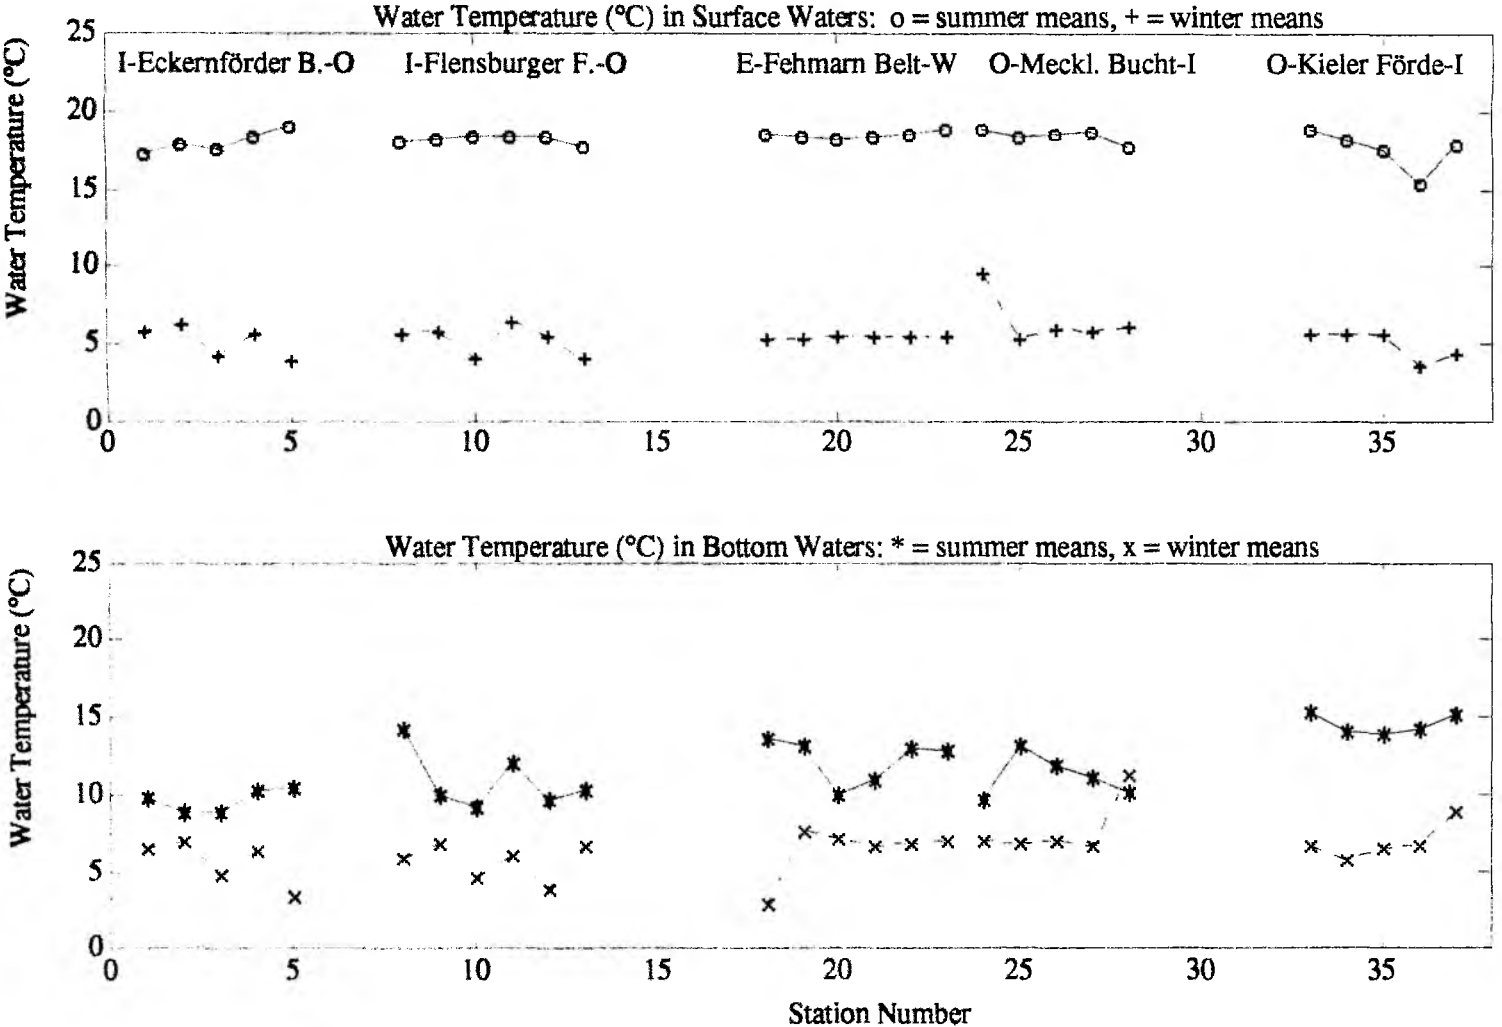 Water Temperature (°C) in Surface Waters: o = summer means, + = winter means
I-Eckernförder B.-O I-Flensburger F.-O E-Fehmarn Belt-W O-Meckl. Bucht-I O-Kieler Förde-I
Water Temperature (°C)
25
20
15
10
5
0
0 5 10 15 20 25 30 35
Water Temperature (°C) in Bottom Waters: * = summer means, x = winter means
Water Temperature (°C)
25
20
15
10
5
0
0 5 10 15 20 25 30 35
Station Number